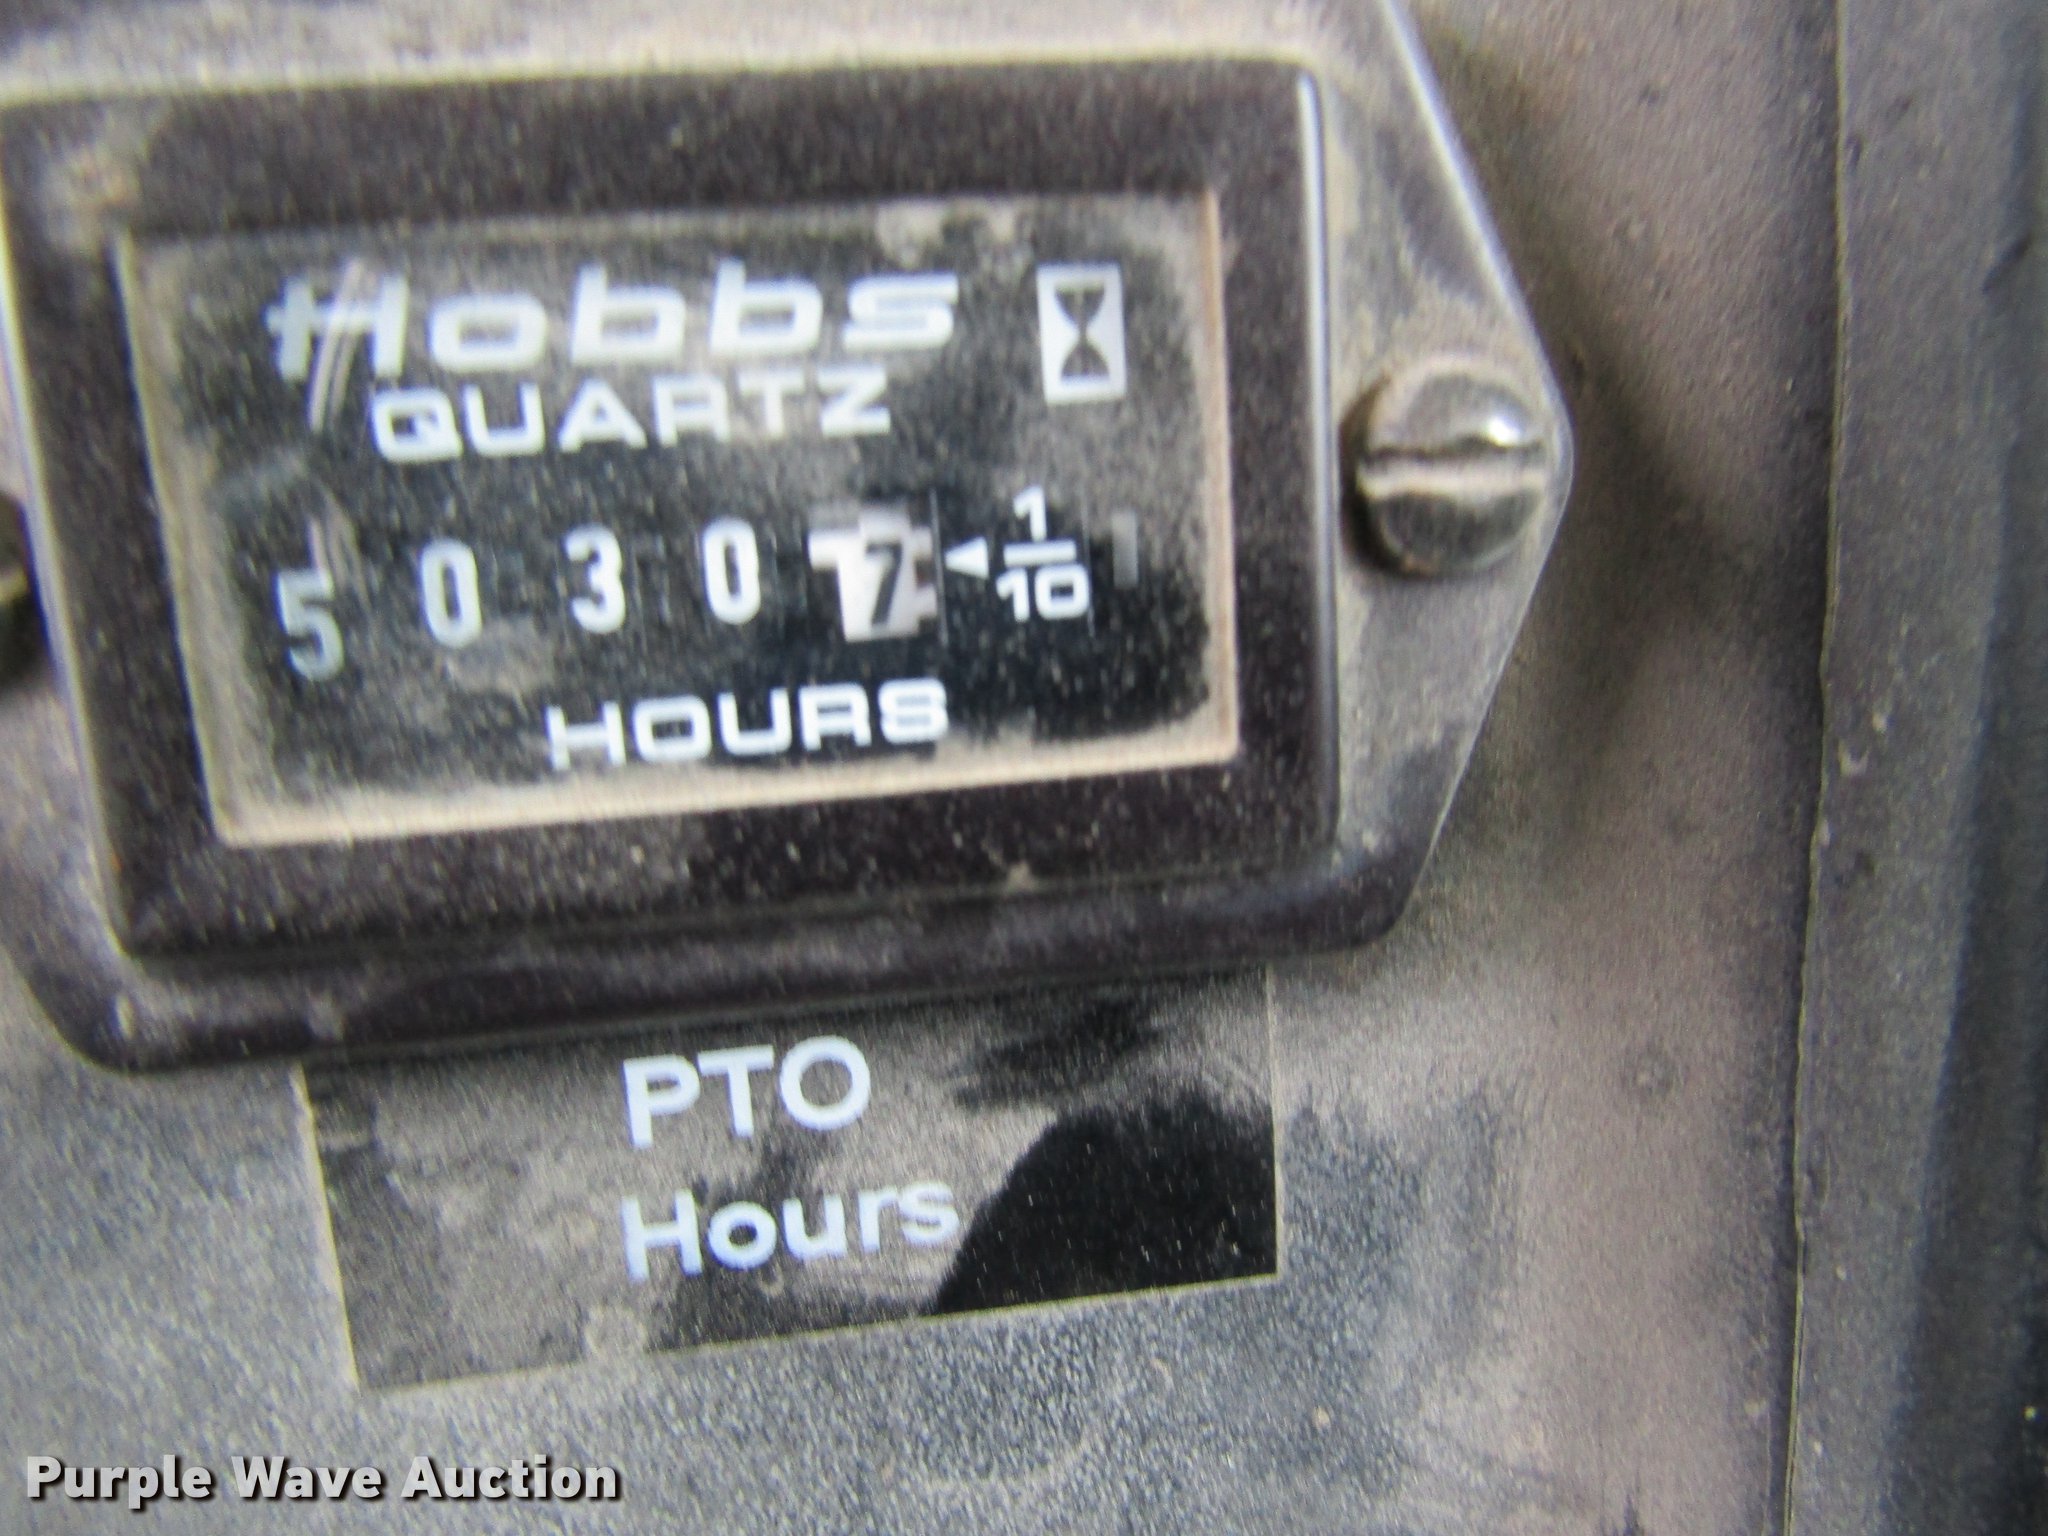 Hobbs
QUARTZ
5 0 3 0 7 ◄ 1/10
HOURS
PTO
Hours
Purple Wave Auction